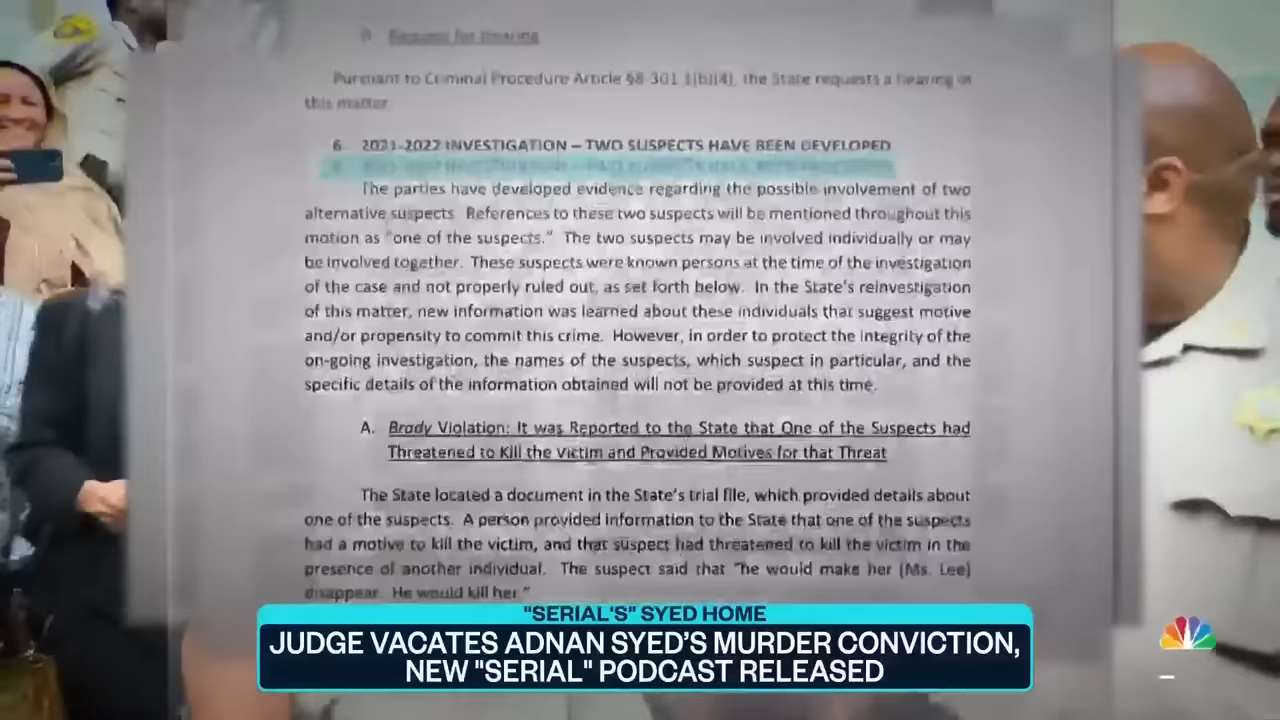 Request for Hearing
Pursuant to Criminal Procedure Article §8-301.1(b)(4), the State requests a hearing in
this matter.
6. 2021-2022 INVESTIGATION – TWO SUSPECTS HAVE BEEN DEVELOPED
The parties have developed evidence regarding the possible involvement of two
alternative suspects. References to these two suspects will be mentioned throughout this
motion as "one of the suspects." The two suspects may be involved individually or may
be involved together. These suspects were known persons at the time of the investigation
of the case and not properly ruled out, as set forth below. In the State's reinvestigation
of this matter, new information was learned about these individuals that suggest motive
and/or propensity to commit this crime. However, in order to protect the integrity of the
on-going investigation, the names of the suspects, which suspect in particular, and the
specific details of the information obtained will not be provided at this time.
A. Brady Violation: It was Reported to the State that One of the Suspects had
Threatened to Kill the Victim and Provided Motives for that Threat
The State located a document in the State's trial file, which provided details about
one of the suspects. A person provided information to the State that one of the suspects
had a motive to kill the victim, and that suspect had threatened to kill the victim in the
presence of another individual. The suspect said that "he would make her [Ms. Lee]
disappear. He would kill her."
"SERIAL'S" SYED HOME
JUDGE VACATES ADNAN SYED'S MURDER CONVICTION,
NEW "SERIAL" PODCAST RELEASED